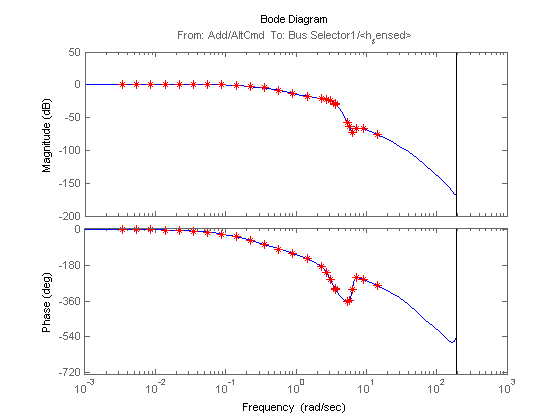 Bode Diagram
From: Add/AltCmd To: Bus Selector1/<h_sensed>
Magnitude (dB)
50
0
-50
-100
-150
-200
Phase (deg)
0
-180
-360
-540
-720
10^-3 10^-2 10^-1 10^0 10^1 10^2 10^3
Frequency (rad/sec)